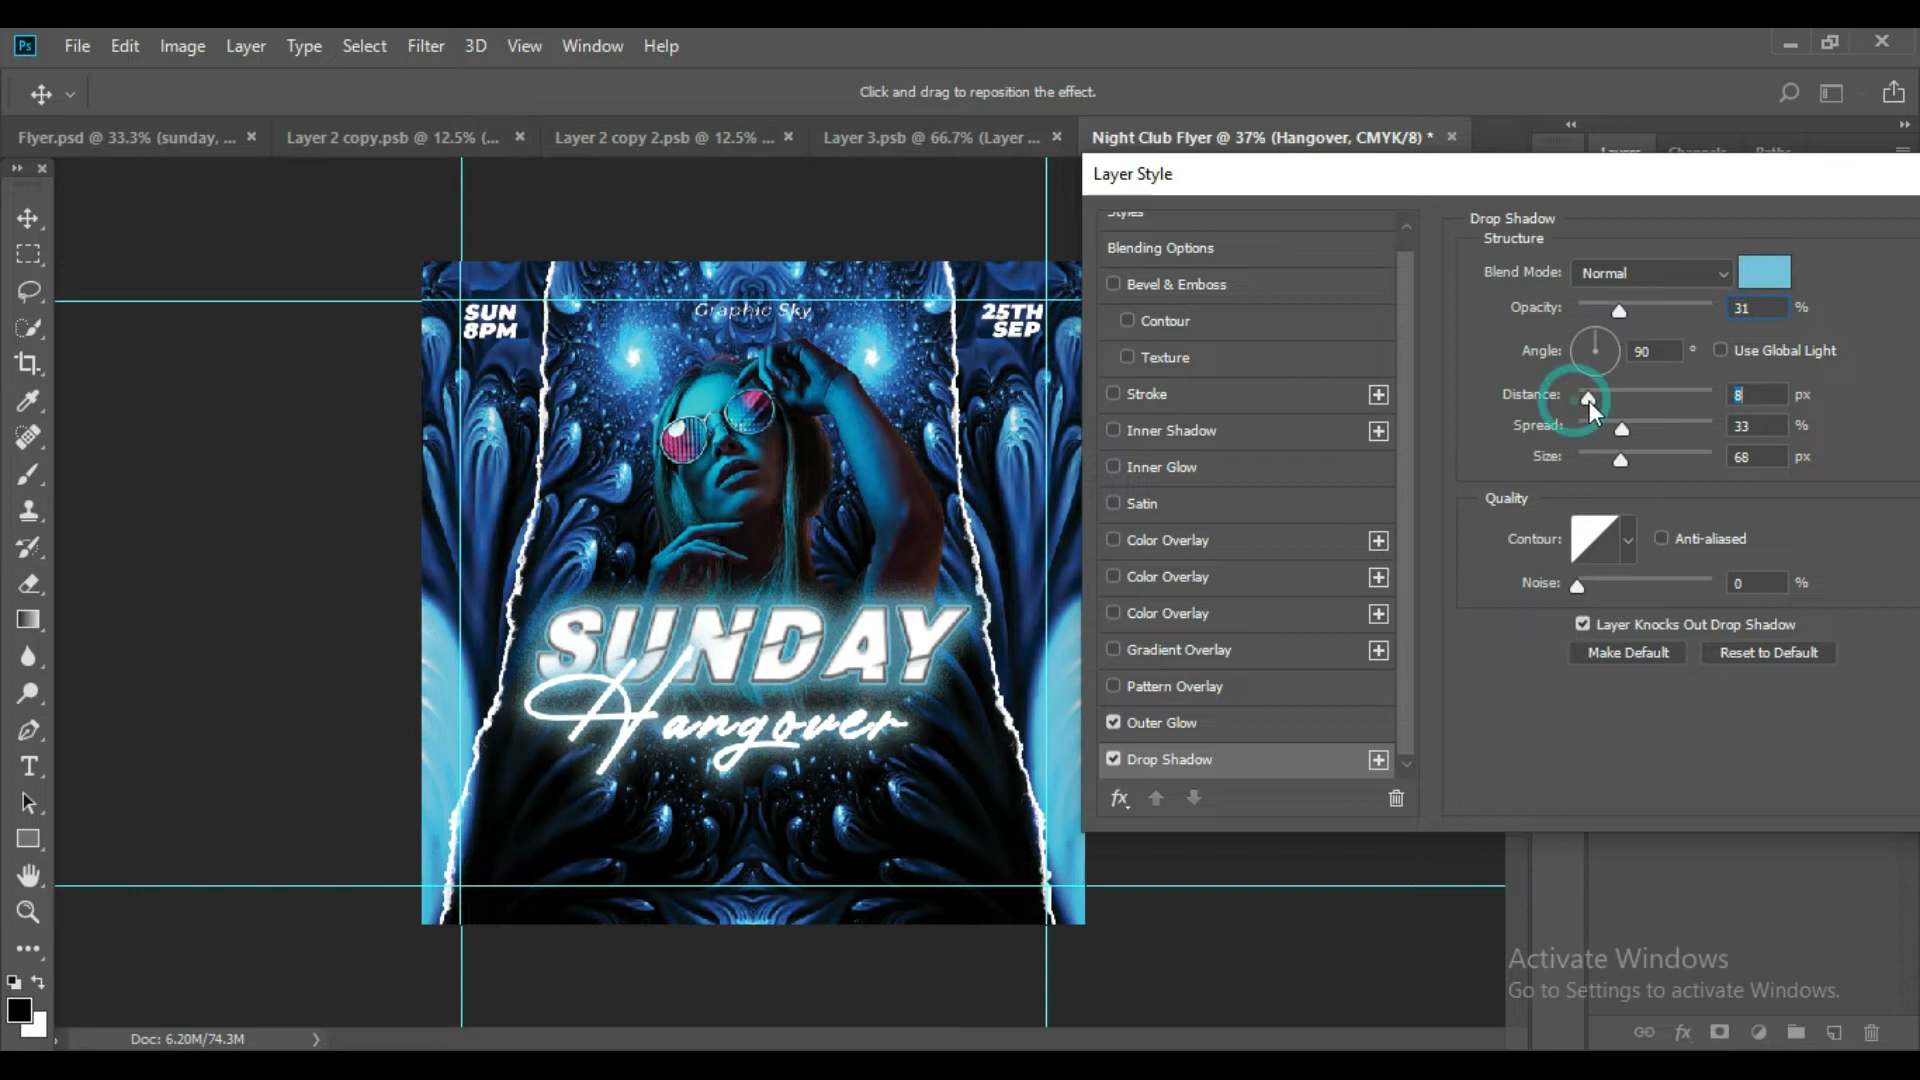 Ps File Edit Image Layer Type Select Filter 3D View Window Help
Click and drag to reposition the effect.
Flyer.psd @ 33.3% (sunday, ... × Layer 2 copy.psb @ 12.5% (... × Layer 2 copy 2.psb @ 12.5% ... × Layer 3.psb @ 66.7% (Layer ... × Night Club Flyer @ 37% (Hangover, CMYK/8) * ×
Layers Channels Paths
Layer Style
Styles
Blending Options
Bevel & Emboss
Contour
Texture
Stroke
Inner Shadow
Inner Glow
Satin
Color Overlay
Color Overlay
Color Overlay
Gradient Overlay
Pattern Overlay
Outer Glow
Drop Shadow
fx
Drop Shadow
Structure
Blend Mode: Normal
Opacity: 31 %
Angle: 90 ° Use Global Light
Distance: 8 px
Spread: 33 %
Size: 68 px
Quality
Contour: Anti-aliased
Noise: 0 %
Layer Knocks Out Drop Shadow
Make Default Reset to Default
SUN
8PM
Graphic Sky
25TH
SEP
SUNDAY
Hangover
Activate Windows
Go to Settings to activate Windows.
Doc: 6.20M/74.3M
fx